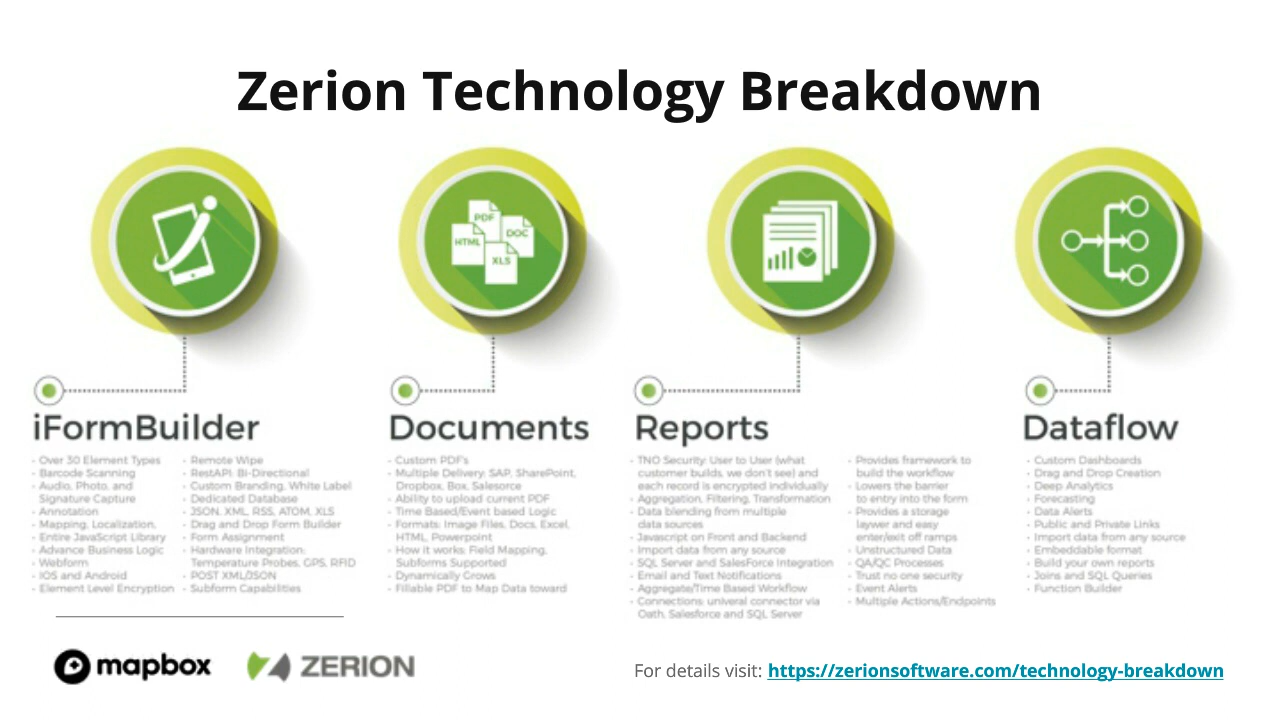 Zerion Technology Breakdown
PDF
HTML
DOC
XLS
iFormBuilder
- Over 30 Element Types
- Barcode Scanning
- Audio, Photo, and
Signature Capture
- Annotation
- Mapping, Localization,
- Entire JavaScript Library
- Advance Business Logic
- Webform
- IOS and Android
- Element Level Encryption
- Remote Wipe
- RestAPI: Bi-Directional
- Custom Branding, White Label
- Dedicated Database
- JSON, XML, RSS, ATOM, XLS
- Drag and Drop Form Builder
- Form Assignment
- Hardware Integration:
Temperature Probes, GPS, RFID
- POST XML/JSON
- Subform Capabilities
Documents
- Custom PDF's
- Multiple Delivery: SAP, SharePoint,
Dropbox, Box, Salesorce
- Ability to upload current PDF
- Time Based/Event based Logic
- Formats: Image Files, Docs, Excel,
HTML, Powerpoint
- How it works: Field Mapping,
Subforms Supported
- Dynamically Grows
- Fillable PDF to Map Data toward
Reports
- TNO Security: User to User (what
customer builds, we don't see) and
each record is encrypted individually
- Aggregation, Filtering, Transformation
- Data blending from multiple
data sources
- Javascript on Front and Backend
- Import data from any source
- SQL Server and SalesForce Integration
- Email and Text Notifications
- Aggregate/Time Based Workflow
- Connections: univeral connector via
Oath, Salesforce and SQL Server
- Provides framework to
build the workflow
- Lowers the barrier
to entry into the form
- Provides a storage
laywer and easy
enter/exit off ramps
- Unstructured Data
- QA/QC Processes
- Trust no one security
- Event Alerts
- Multiple Actions/Endpoints
Dataflow
- Custom Dashboards
- Drag and Drop Creation
- Deep Analytics
- Forecasting
- Data Alerts
- Public and Private Links
- Import data from any source
- Embeddable format
- Build your own reports
- Joins and SQL Queries
- Function Builder
mapbox
ZERION
For details visit: https://zerionsoftware.com/technology-breakdown